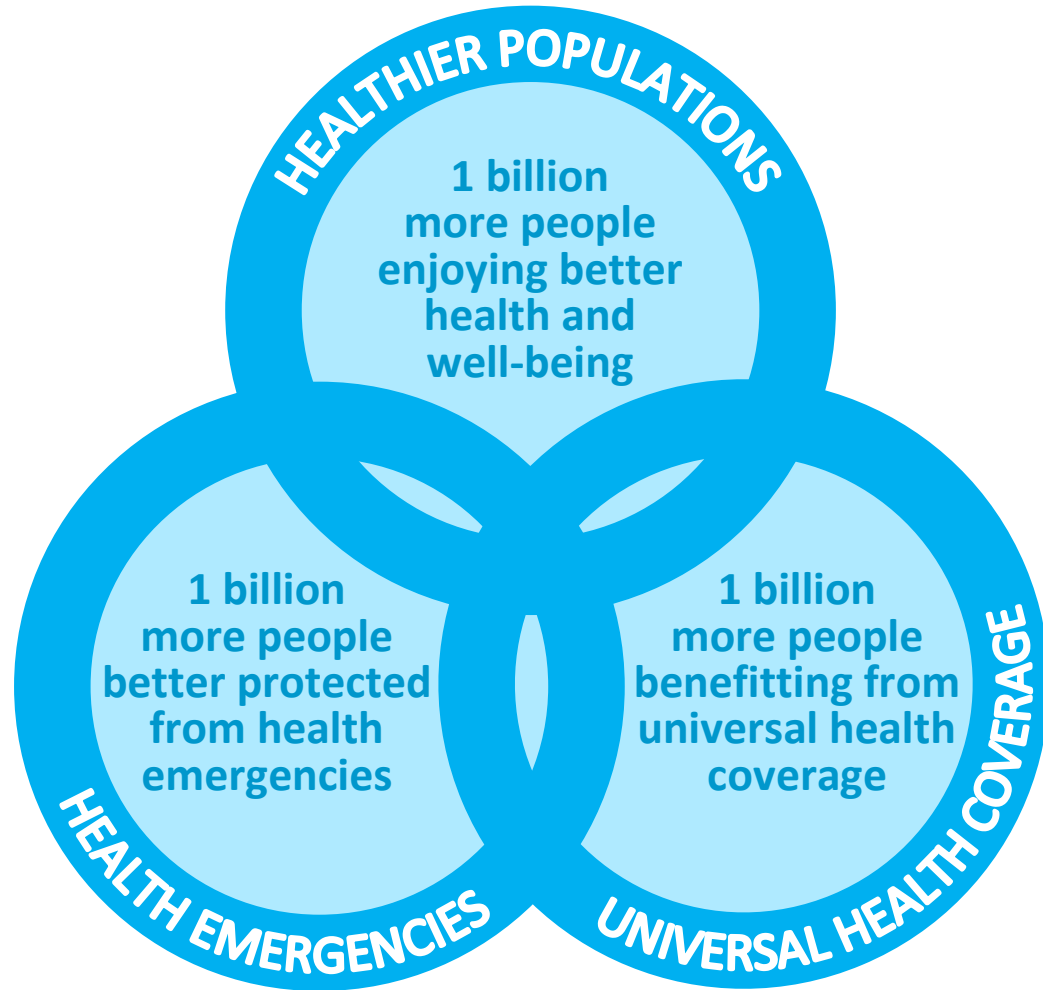 HEALTHIER POPULATIONS
1 billion
more people
enjoying better
health and
well-being
1 billion
more people
better protected
from health
emergencies
HEALTH EMERGENCIES
1 billion
more people
benefitting from
universal health
coverage
UNIVERSAL HEALTH COVERAGE